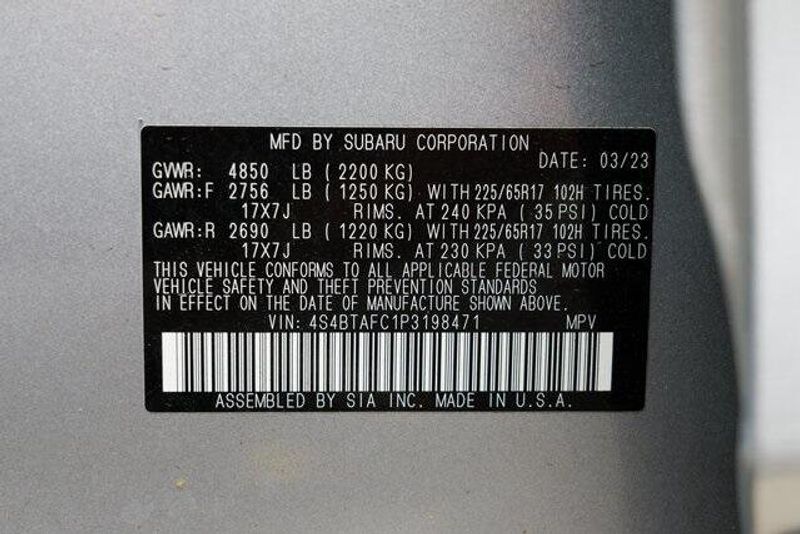 MFD BY SUBARU CORPORATION
DATE: 03/23
GVWR: 4850 LB (2200 KG)
GAWR:F 2756 LB (1250 KG) WITH 225/65R17 102H TIRES.
17X7J RIMS. AT 240 KPA (35 PSI) COLD
GAWR:R 2690 LB (1220 KG) WITH 225/65R17 102H TIRES.
17X7J RIMS. AT 230 KPA (33 PSI) COLD
THIS VEHICLE CONFORMS TO ALL APPLICABLE FEDERAL MOTOR
VEHICLE SAFETY AND THEFT PREVENTION STANDARDS
IN EFFECT ON THE DATE OF MANUFACTURE SHOWN ABOVE.
VIN: 4S4BTAFC1P3198471 MPV
ASSEMBLED BY SIA INC. MADE IN U.S.A.